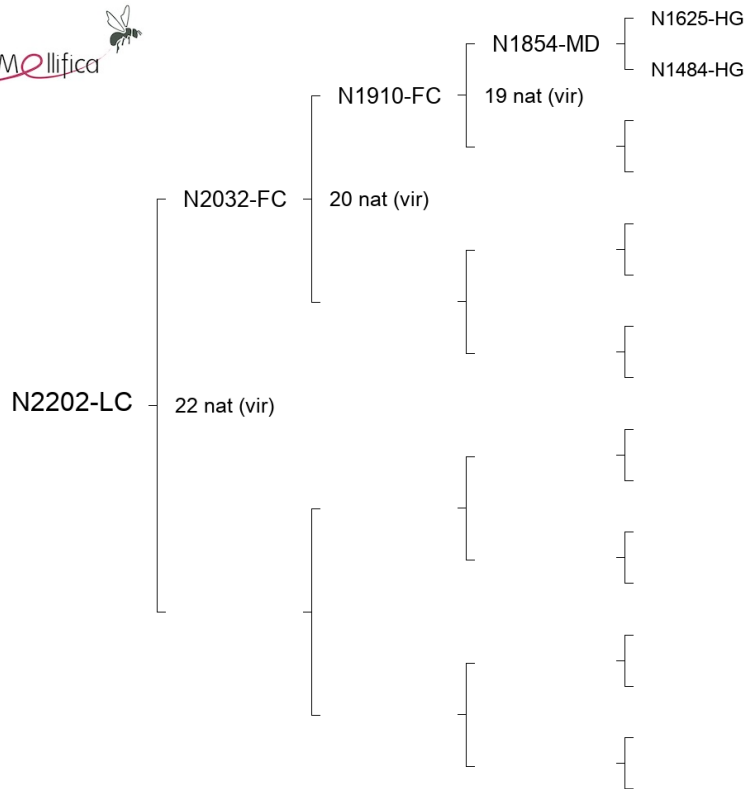 Mellifica
N1625-HG
N1854-MD
N1484-HG
N1910-FC
19 nat (vir)
N2032-FC
20 nat (vir)
N2202-LC
22 nat (vir)